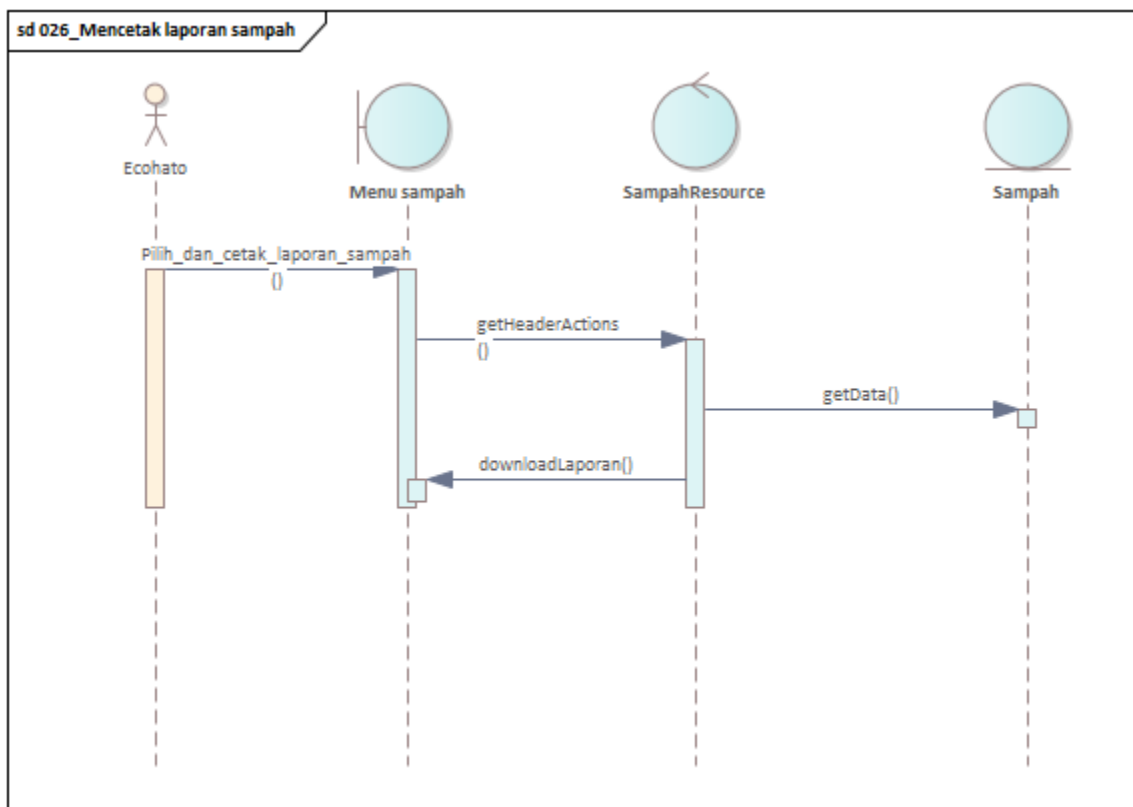 sd 026_Mencetak laporan sampah
Ecohato
Menu sampah
SampahResource
Sampah
Pilih_dan_cetak_laporan_sampah
()
getHeaderActions
()
getData()
downloadLaporan()